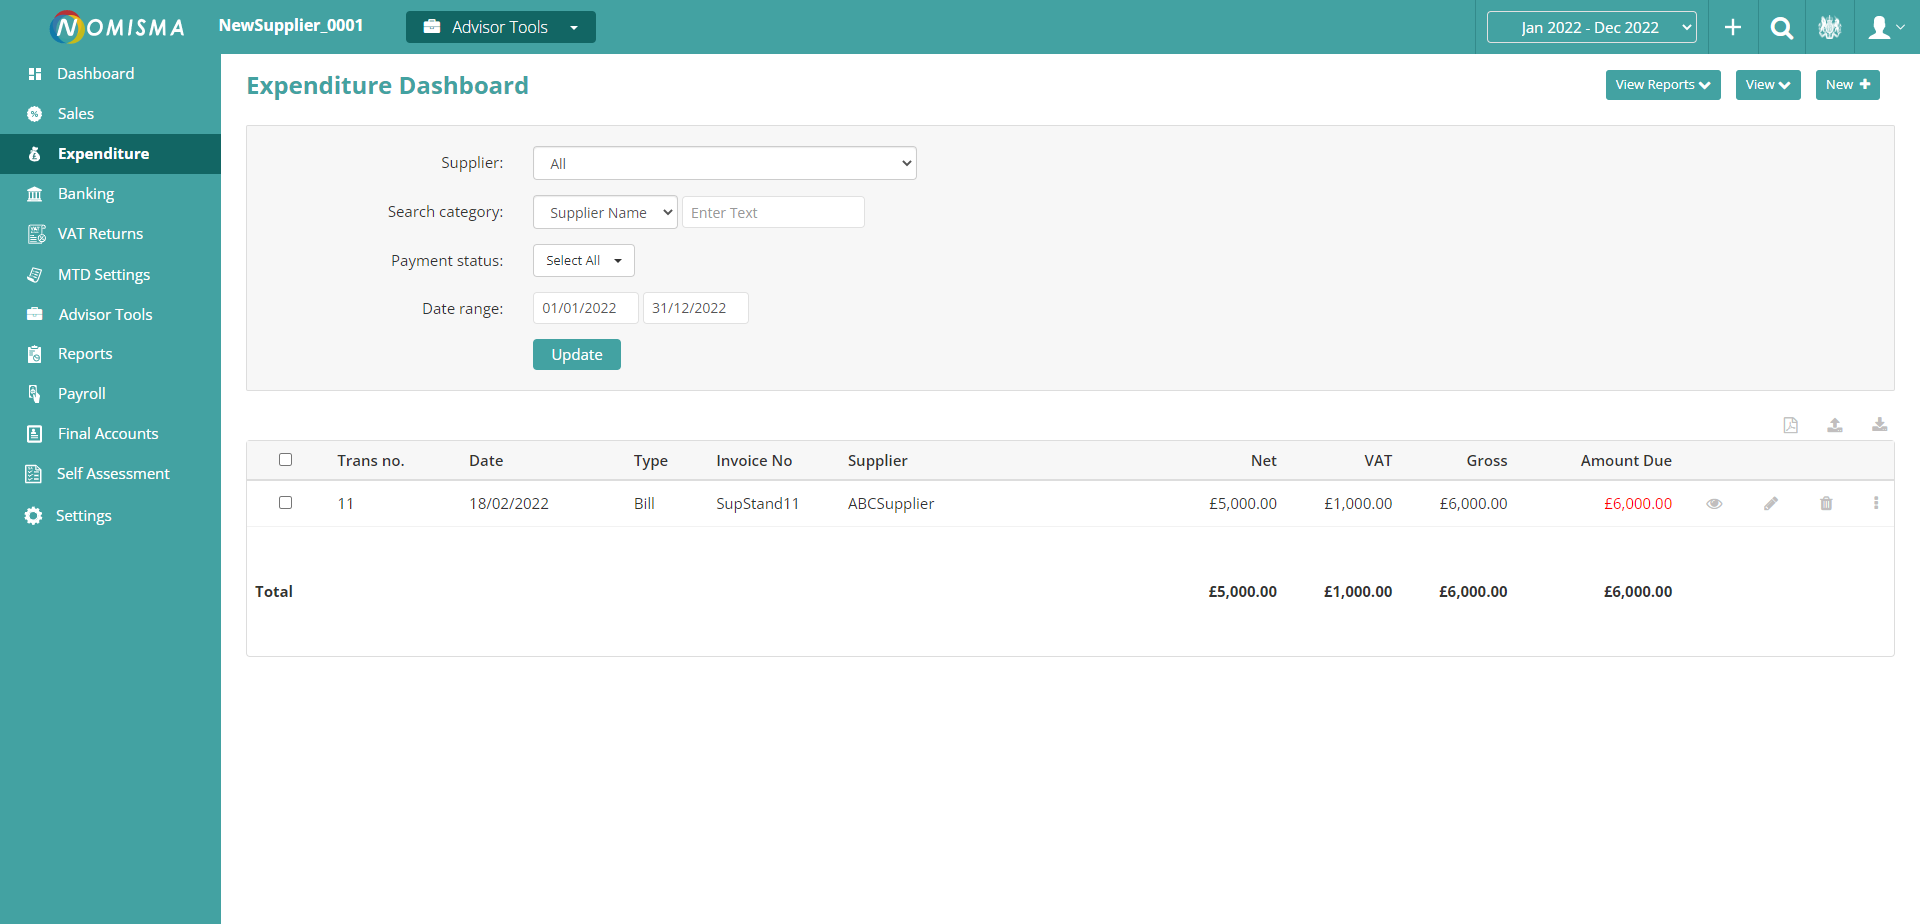 NOMISMA
NewSupplier_0001
Advisor Tools
Jan 2022 - Dec 2022
Dashboard
Sales
Expenditure
Banking
VAT Returns
MTD Settings
Advisor Tools
Reports
Payroll
Final Accounts
Self Assessment
Settings
Expenditure Dashboard
View Reports
View
New
Supplier: All
Search category: Supplier Name Enter Text
Payment status: Select All
Date range: 01/01/2022 31/12/2022
Update
Trans no. Date Type Invoice No Supplier Net VAT Gross Amount Due
11 18/02/2022 Bill SupStand11 ABCSupplier £5,000.00 £1,000.00 £6,000.00 £6,000.00
Total £5,000.00 £1,000.00 £6,000.00 £6,000.00